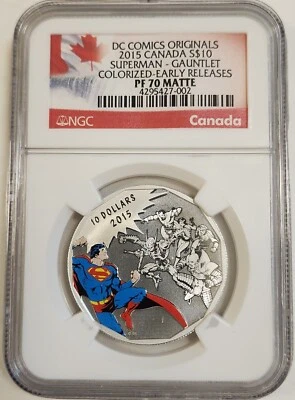 DC COMICS ORIGINALS
2015 CANADA S$10
SUPERMAN - GAUNTLET
COLORIZED-EARLY RELEASES
PF 70 MATTE
4295427-002
NGC
Canada
10 DOLLARS
2015